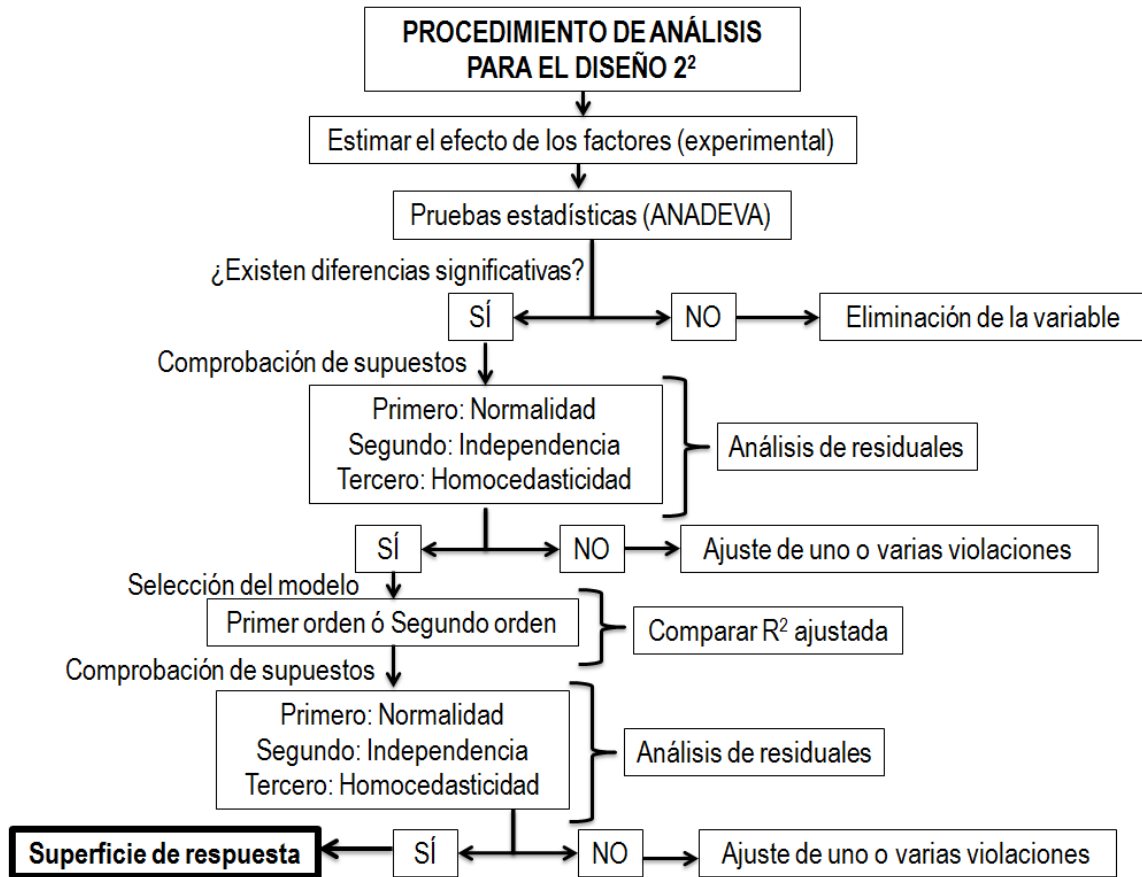 PROCEDIMIENTO DE ANÁLISIS
PARA EL DISEÑO 2²
Estimar el efecto de los factores (experimental)
Pruebas estadísticas (ANADEVA)
¿Existen diferencias significativas?
SÍ
NO
Eliminación de la variable
Comprobación de supuestos
Primero: Normalidad
Segundo: Independencia
Tercero: Homocedasticidad
Análisis de residuales
SÍ
NO
Ajuste de uno o varias violaciones
Selección del modelo
Primer orden ó Segundo orden
Comparar R² ajustada
Comprobación de supuestos
Primero: Normalidad
Segundo: Independencia
Tercero: Homocedasticidad
Análisis de residuales
Superficie de respuesta
SÍ
NO
Ajuste de uno o varias violaciones